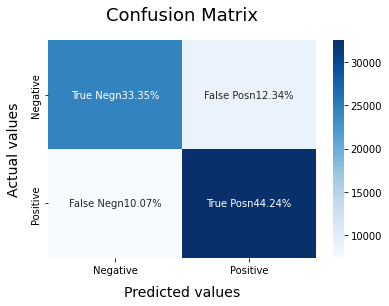 Confusion Matrix
Actual values
Negative
Positive
True Negn33.35%
False Posn12.34%
False Negn10.07%
True Posn44.24%
Negative
Positive
Predicted values
30000
25000
20000
15000
10000